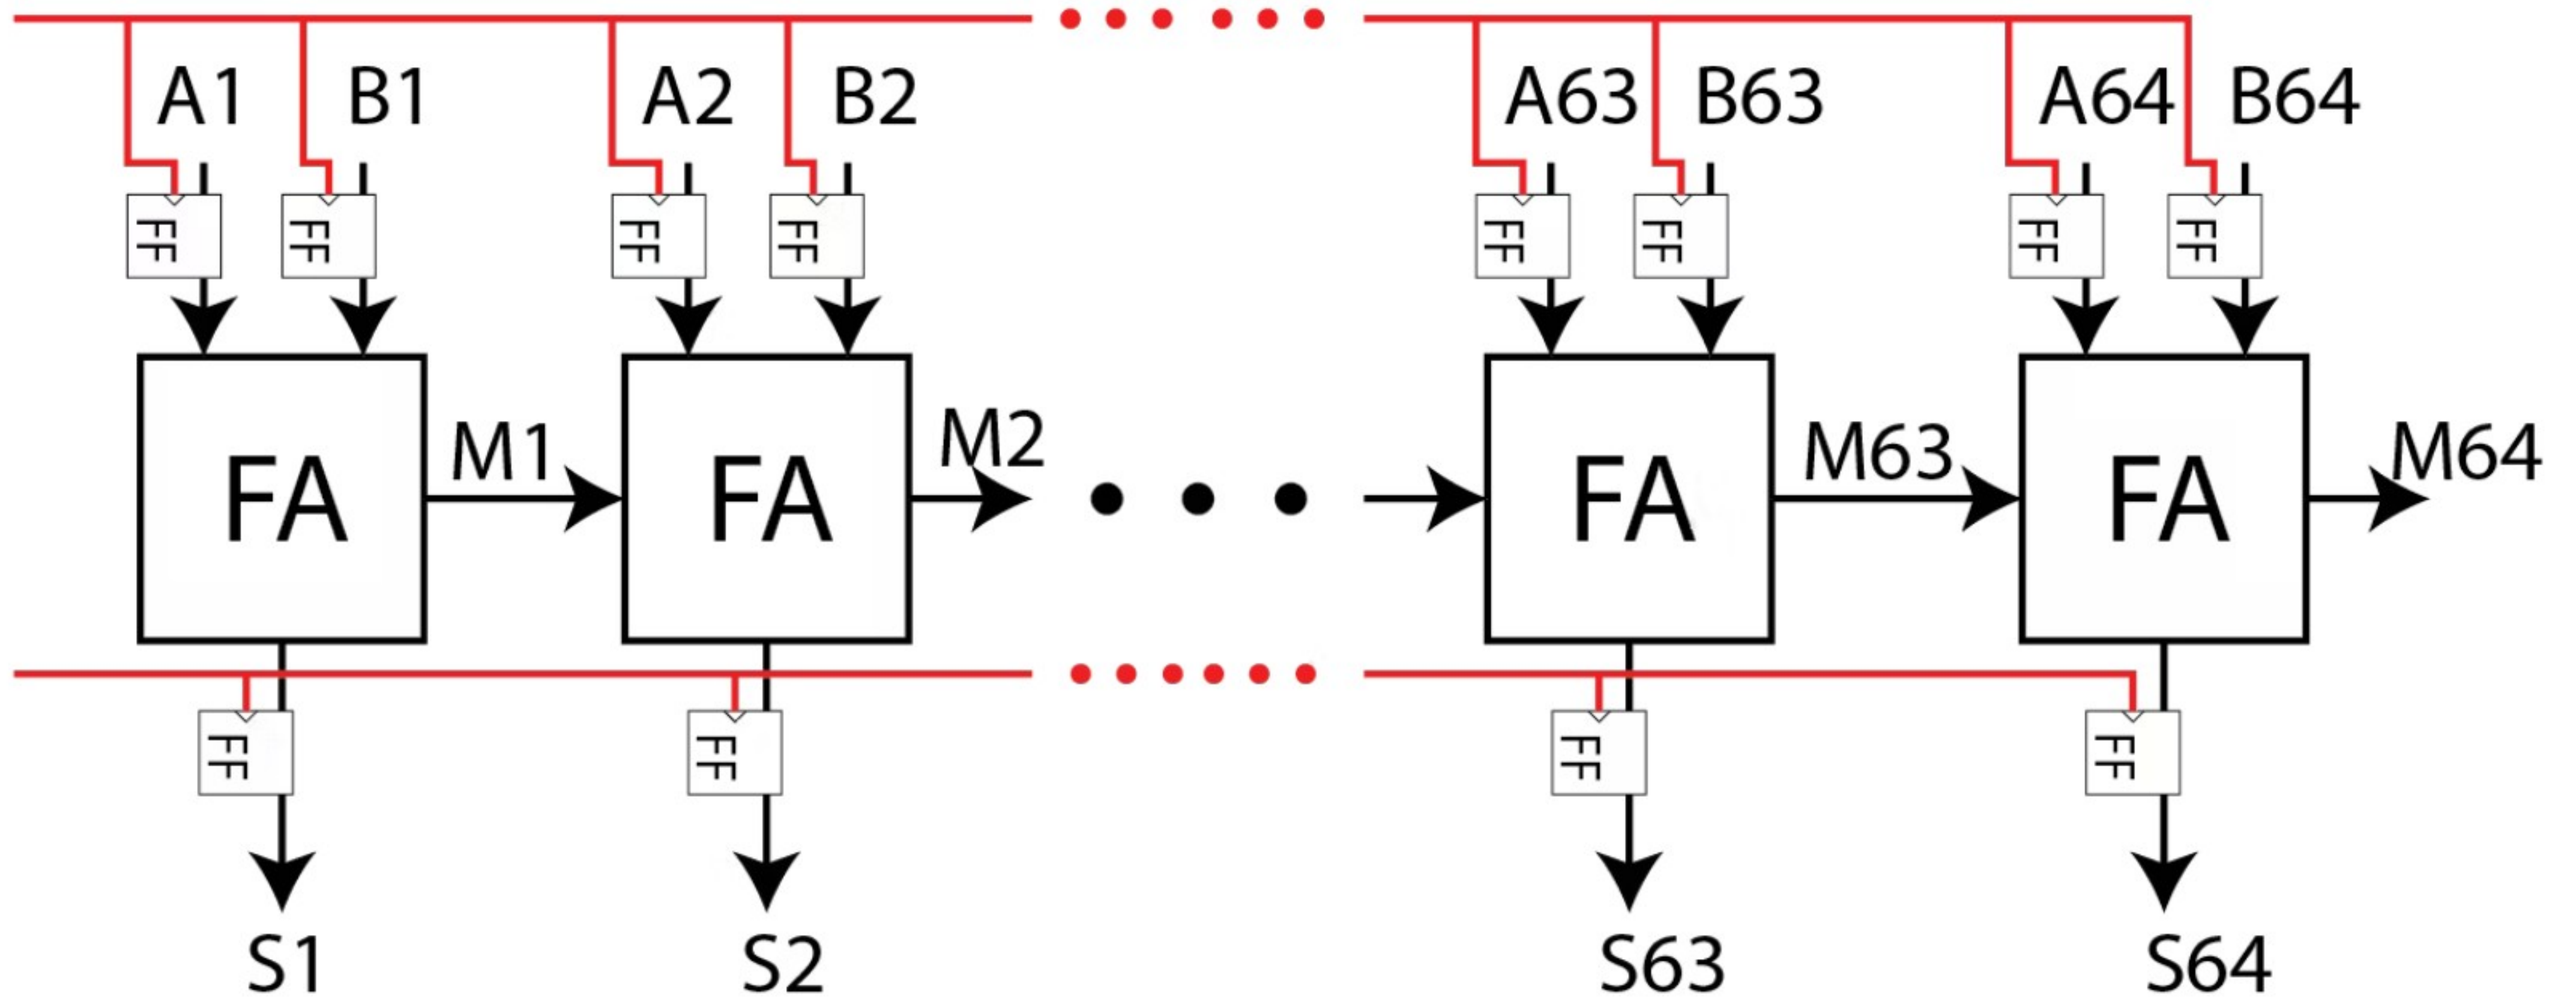 A1 B1 A2 B2 A63 B63 A64 B64
FF FF FF FF FF FF FF FF
M1 M2 M63 M64
FA FA FA FA
FF FF FF FF
S1 S2 S63 S64